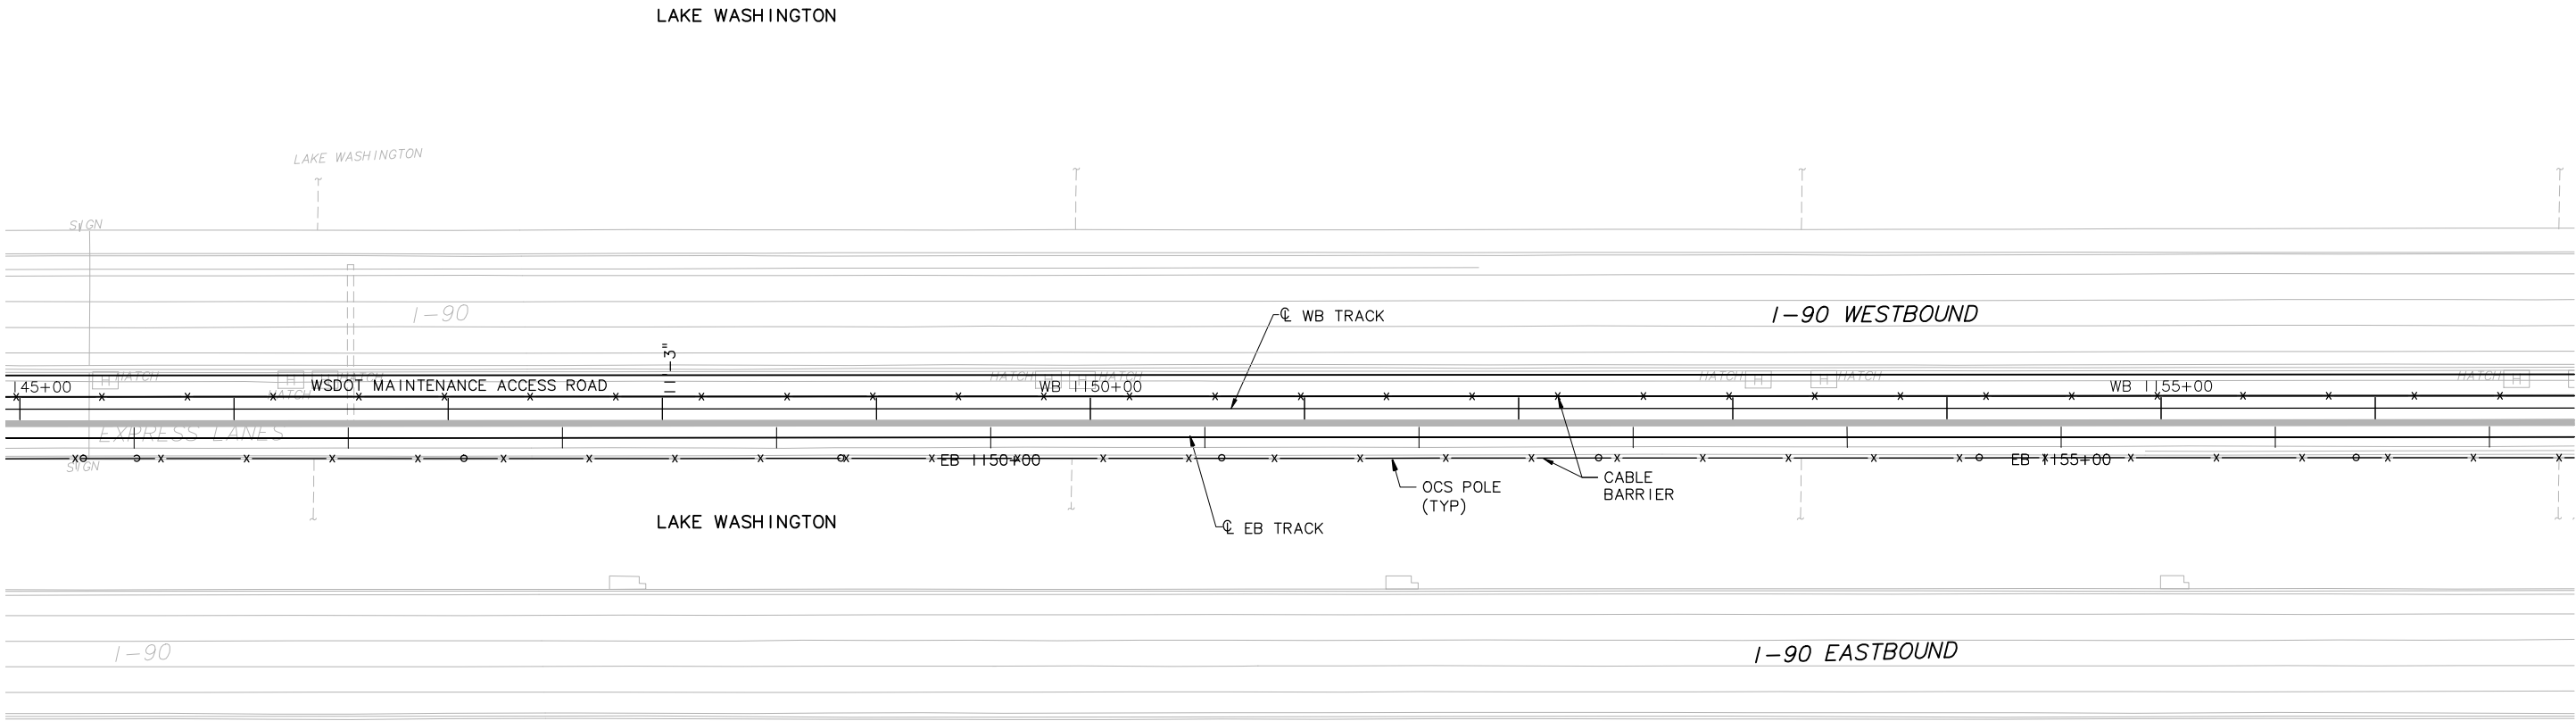 LAKE WASHINGTON
LAKE WASHINGTON
SIGN
I-90
℄ WB TRACK
I-90 WESTBOUND
11'-3"
H HATCH
H
H HATCH
HATCH
HATCH H
H HATCH
HATCH H
H HATCH
HATCH H
145+00
WSDOT MAINTENANCE ACCESS ROAD
WB 1150+00
WB 1155+00
EXPRESS LANES
SIGN
EB 1150+00
EB 1155+00
OCS POLE
(TYP)
CABLE
BARRIER
LAKE WASHINGTON
℄ EB TRACK
I-90
I-90 EASTBOUND